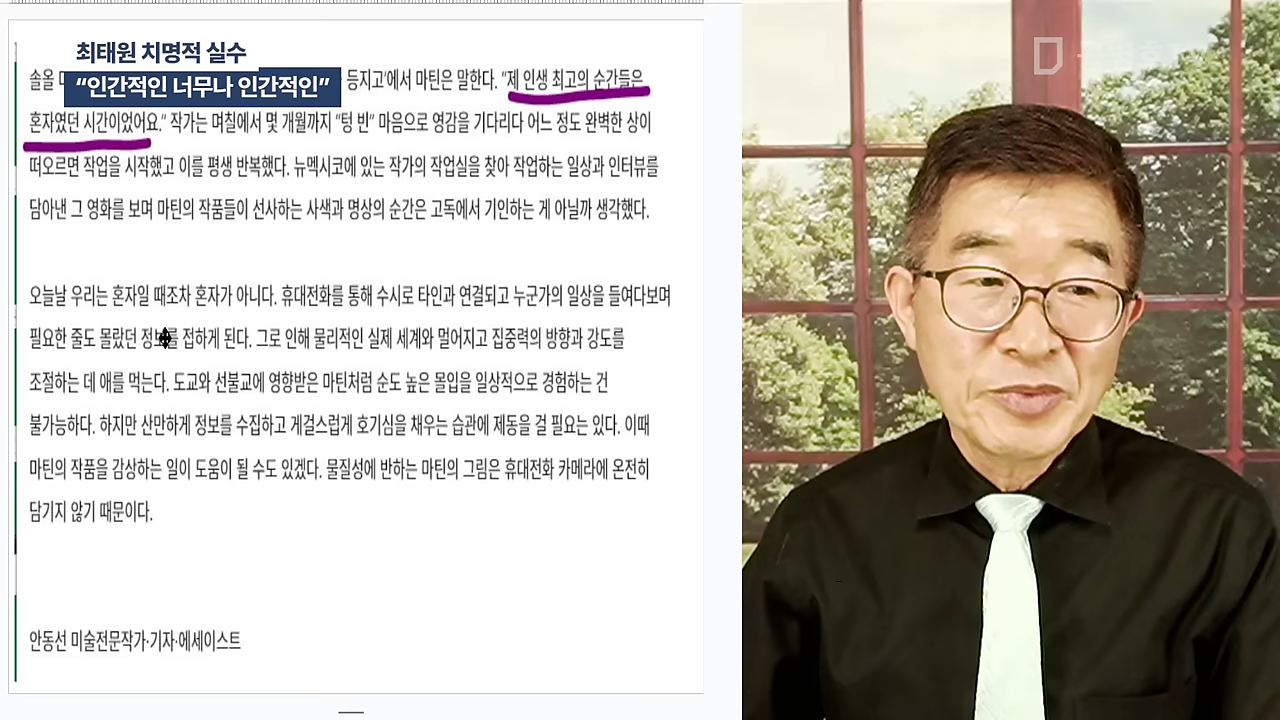 최태원 치명적 실수
“인간적인 너무나 인간적인”
솔올 등지고’에서 마틴은 말한다. “제 인생 최고의 순간들은
혼자였던 시간이었어요.” 작가는 며칠에서 몇 개월까지 “텅 빈” 마음으로 영감을 기다리다 어느 정도 완벽한 상이
떠오르면 작업을 시작했고 이를 평생 반복했다. 뉴멕시코에 있는 작가의 작업실을 찾아 작업하는 일상과 인터뷰를
담아낸 그 영화를 보며 마틴의 작품들이 선사하는 사색과 명상의 순간은 고독에서 기인하는 게 아닐까 생각했다.
오늘날 우리는 혼자일 때조차 혼자가 아니다. 휴대전화를 통해 수시로 타인과 연결되고 누군가의 일상을 들여다보며
필요한 줄도 몰랐던 정보를 접하게 된다. 그로 인해 물리적인 실제 세계와 멀어지고 집중력의 방향과 강도를
조절하는 데 애를 먹는다. 도교와 선불교에 영향받은 마틴처럼 순도 높은 몰입을 일상적으로 경험하는 건
불가능하다. 하지만 산만하게 정보를 수집하고 게걸스럽게 호기심을 채우는 습관에 제동을 걸 필요는 있다. 이때
마틴의 작품을 감상하는 일이 도움이 될 수도 있겠다. 물질성에 반하는 마틴의 그림은 휴대전화 카메라에 온전히
담기지 않기 때문이다.
안동선 미술전문작가·기자·에세이스트